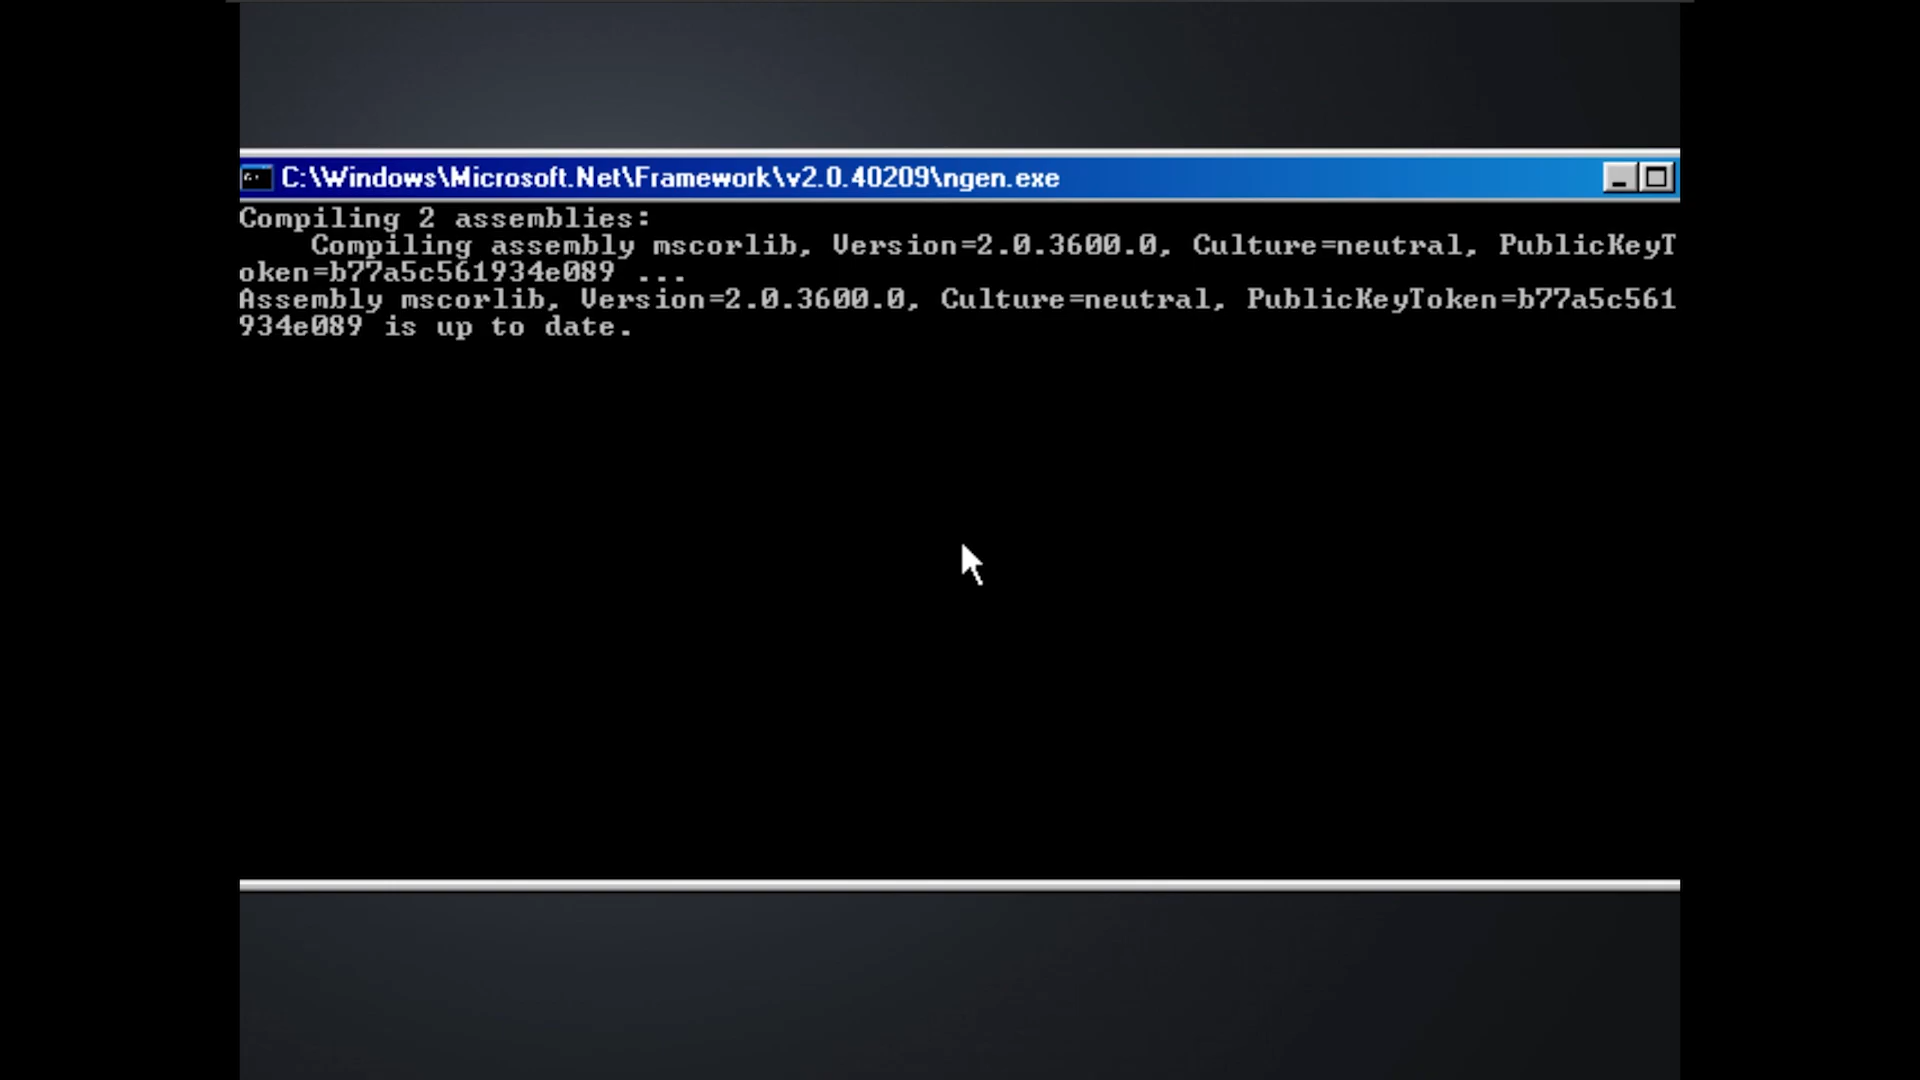 C:\Windows\Microsoft.Net\Framework\v2.0.40209\ngen.exe
Compiling 2 assemblies:
    Compiling assembly mscorlib, Version=2.0.3600.0, Culture=neutral, PublicKeyT
oken=b77a5c561934e089 ...
Assembly mscorlib, Version=2.0.3600.0, Culture=neutral, PublicKeyToken=b77a5c561
934e089 is up to date.